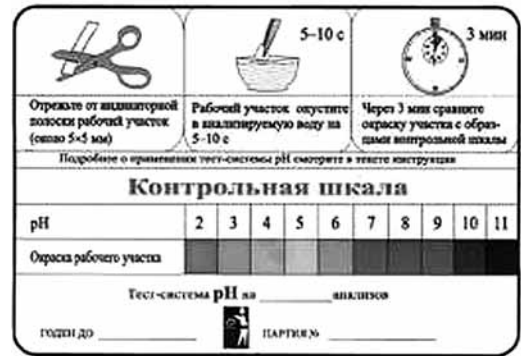 5–10 с
3 мин
Отрежьте от индикаторной
полоски рабочий участок
(около 5×5 мм)
Рабочий участок опустите
в анализируемую воду на
5–10 с
Через 3 мин сравните
окраску участка с образ-
цами контрольной шкалы
Подробнее о применении тест-системы pH смотрите в тексте инструкции
Контрольная шкала
pH 2 3 4 5 6 7 8 9 10 11
Окраска рабочего участка
Тест-система pH на ________ анализов
ГОДЕН ДО ________ ПАРТИЯ № ________